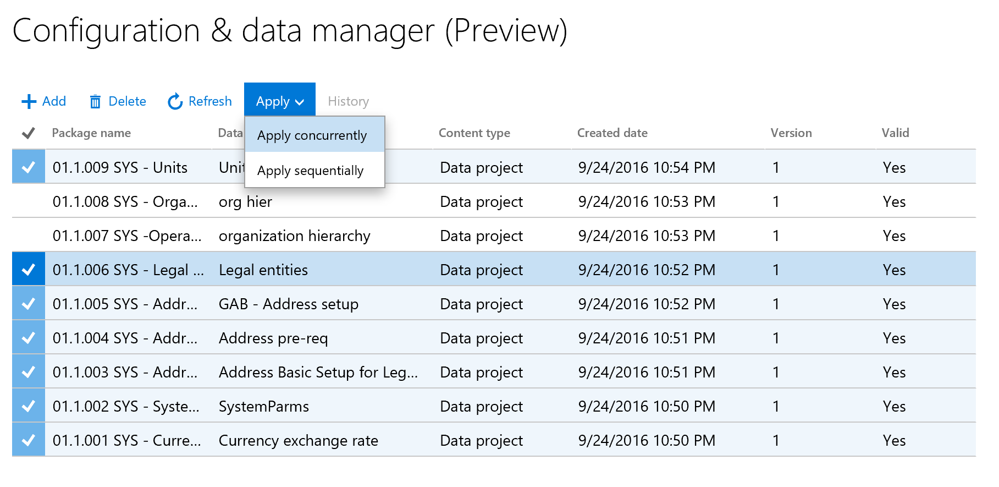 Configuration & data manager (Preview)
Add Delete Refresh Apply History
Package name Data Content type Created date Version Valid
Apply concurrently
Apply sequentially
01.1.009 SYS - Units Data project 9/24/2016 10:54 PM 1 Yes
01.1.008 SYS - Orga... org hier Data project 9/24/2016 10:53 PM 1 Yes
01.1.007 SYS -Opera... organization hierarchy Data project 9/24/2016 10:53 PM 1 Yes
01.1.006 SYS - Legal ... Legal entities Data project 9/24/2016 10:52 PM 1 Yes
01.1.005 SYS - Addr... GAB - Address setup Data project 9/24/2016 10:52 PM 1 Yes
01.1.004 SYS - Addr... Address pre-req Data project 9/24/2016 10:51 PM 1 Yes
01.1.003 SYS - Addr... Address Basic Setup for Leg... Data project 9/24/2016 10:51 PM 1 Yes
01.1.002 SYS - Syste... SystemParms Data project 9/24/2016 10:50 PM 1 Yes
01.1.001 SYS - Curre... Currency exchange rate Data project 9/24/2016 10:50 PM 1 Yes